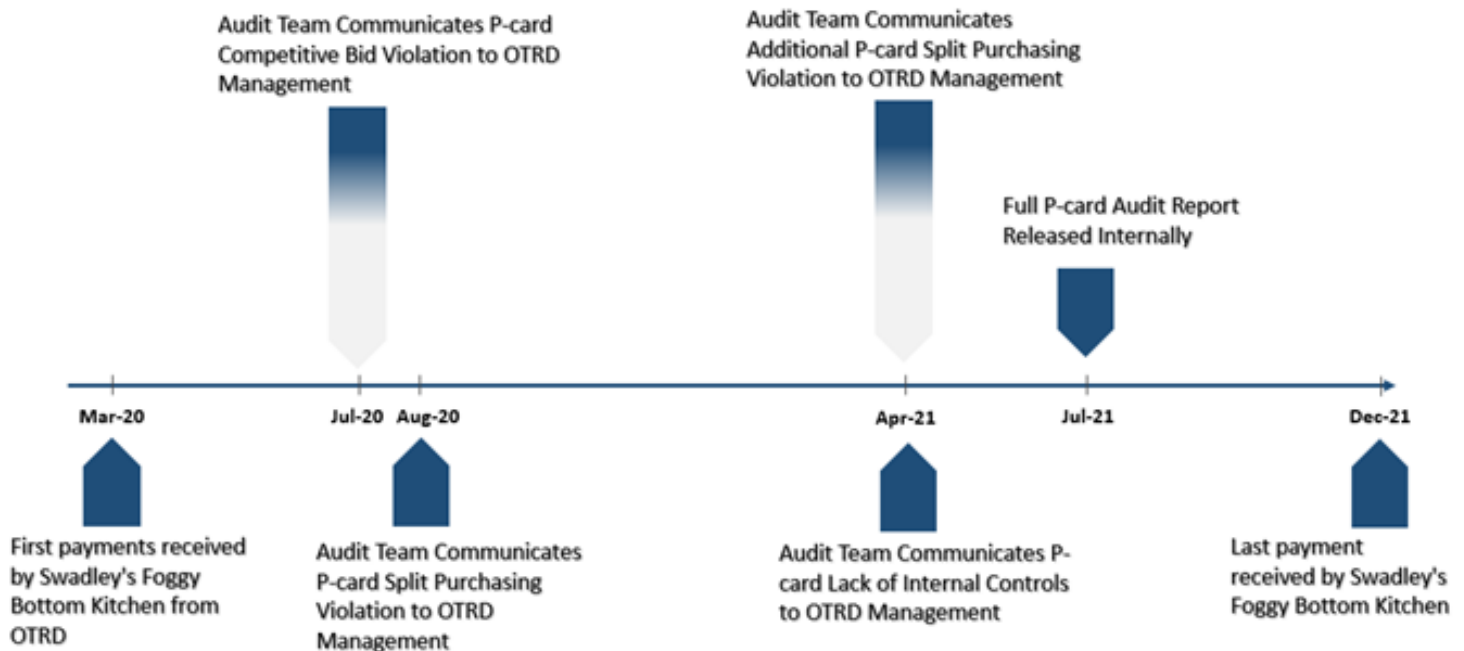 Audit Team Communicates P-card
Competitive Bid Violation to OTRD
Management
Audit Team Communicates
Additional P-card Split Purchasing
Violation to OTRD Management
Full P-card Audit Report
Released Internally
Mar-20
Jul-20
Aug-20
Apr-21
Jul-21
Dec-21
First payments received
by Swadley's Foggy
Bottom Kitchen from
OTRD
Audit Team Communicates
P-card Split Purchasing
Violation to OTRD
Management
Audit Team Communicates P-
card Lack of Internal Controls
to OTRD Management
Last payment
received by Swadley's
Foggy Bottom Kitchen